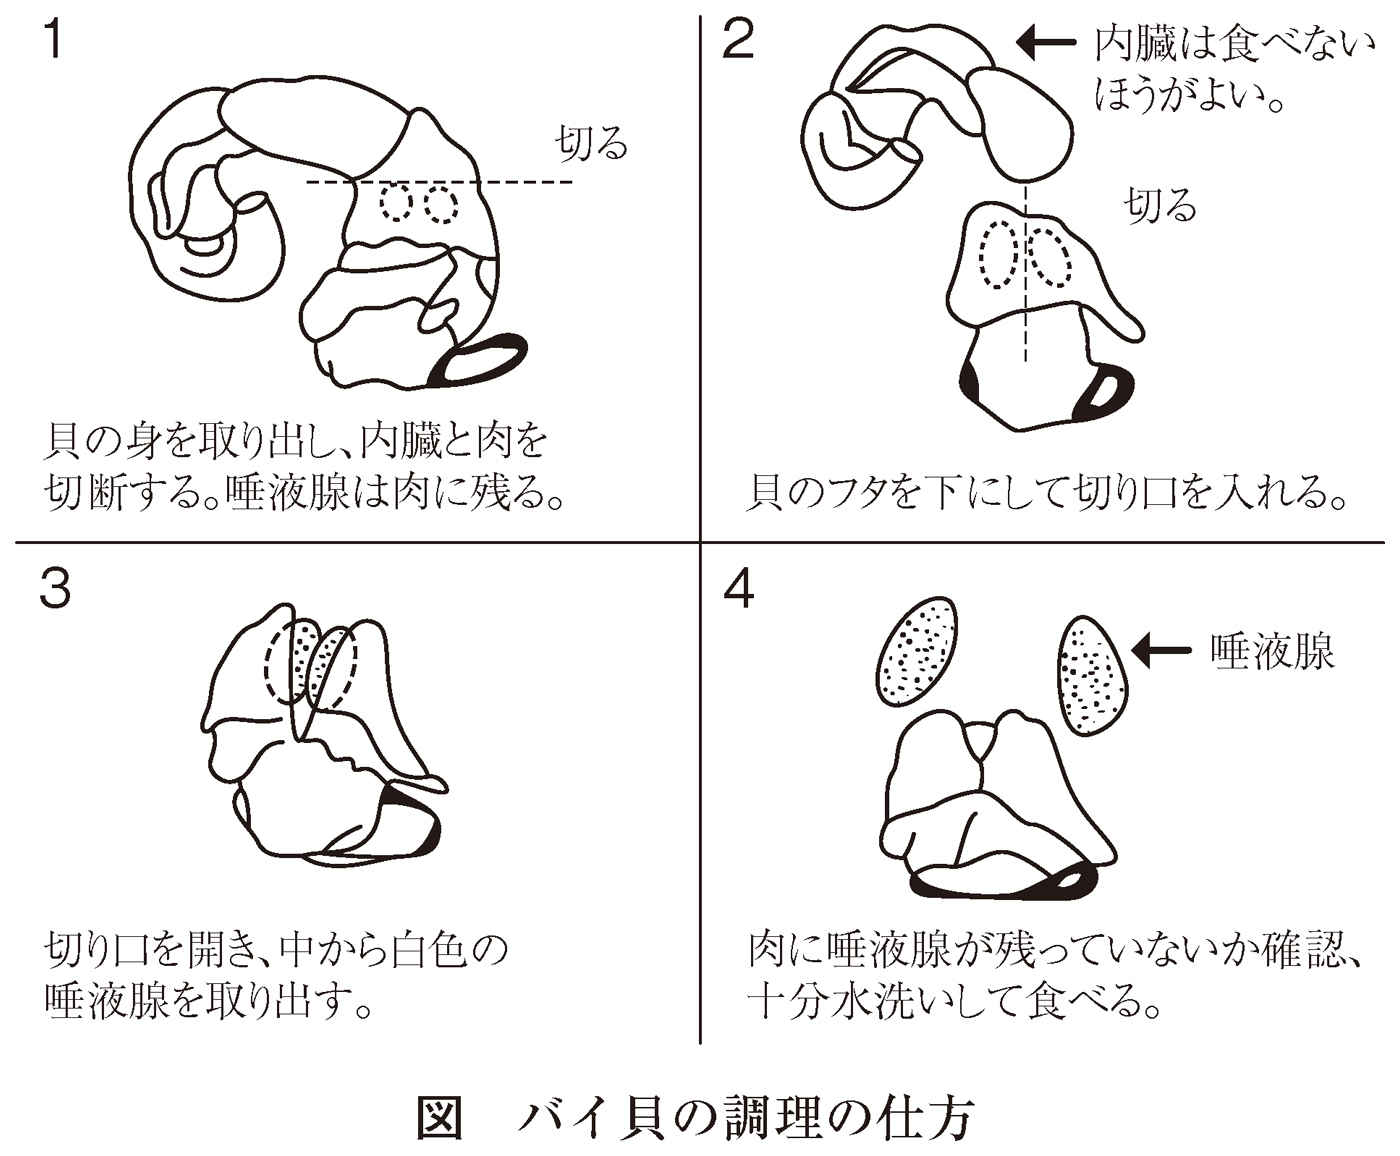 1
切る
貝の身を取り出し、内臓と肉を
切断する。唾液腺は肉に残る。
2
内臓は食べない
ほうがよい。
切る
貝のフタを下にして切り口を入れる。
3
切り口を開き、中から白色の
唾液腺を取り出す。
4
唾液腺
肉に唾液腺が残っていないか確認、
十分水洗いして食べる。
図 バイ貝の調理の仕方